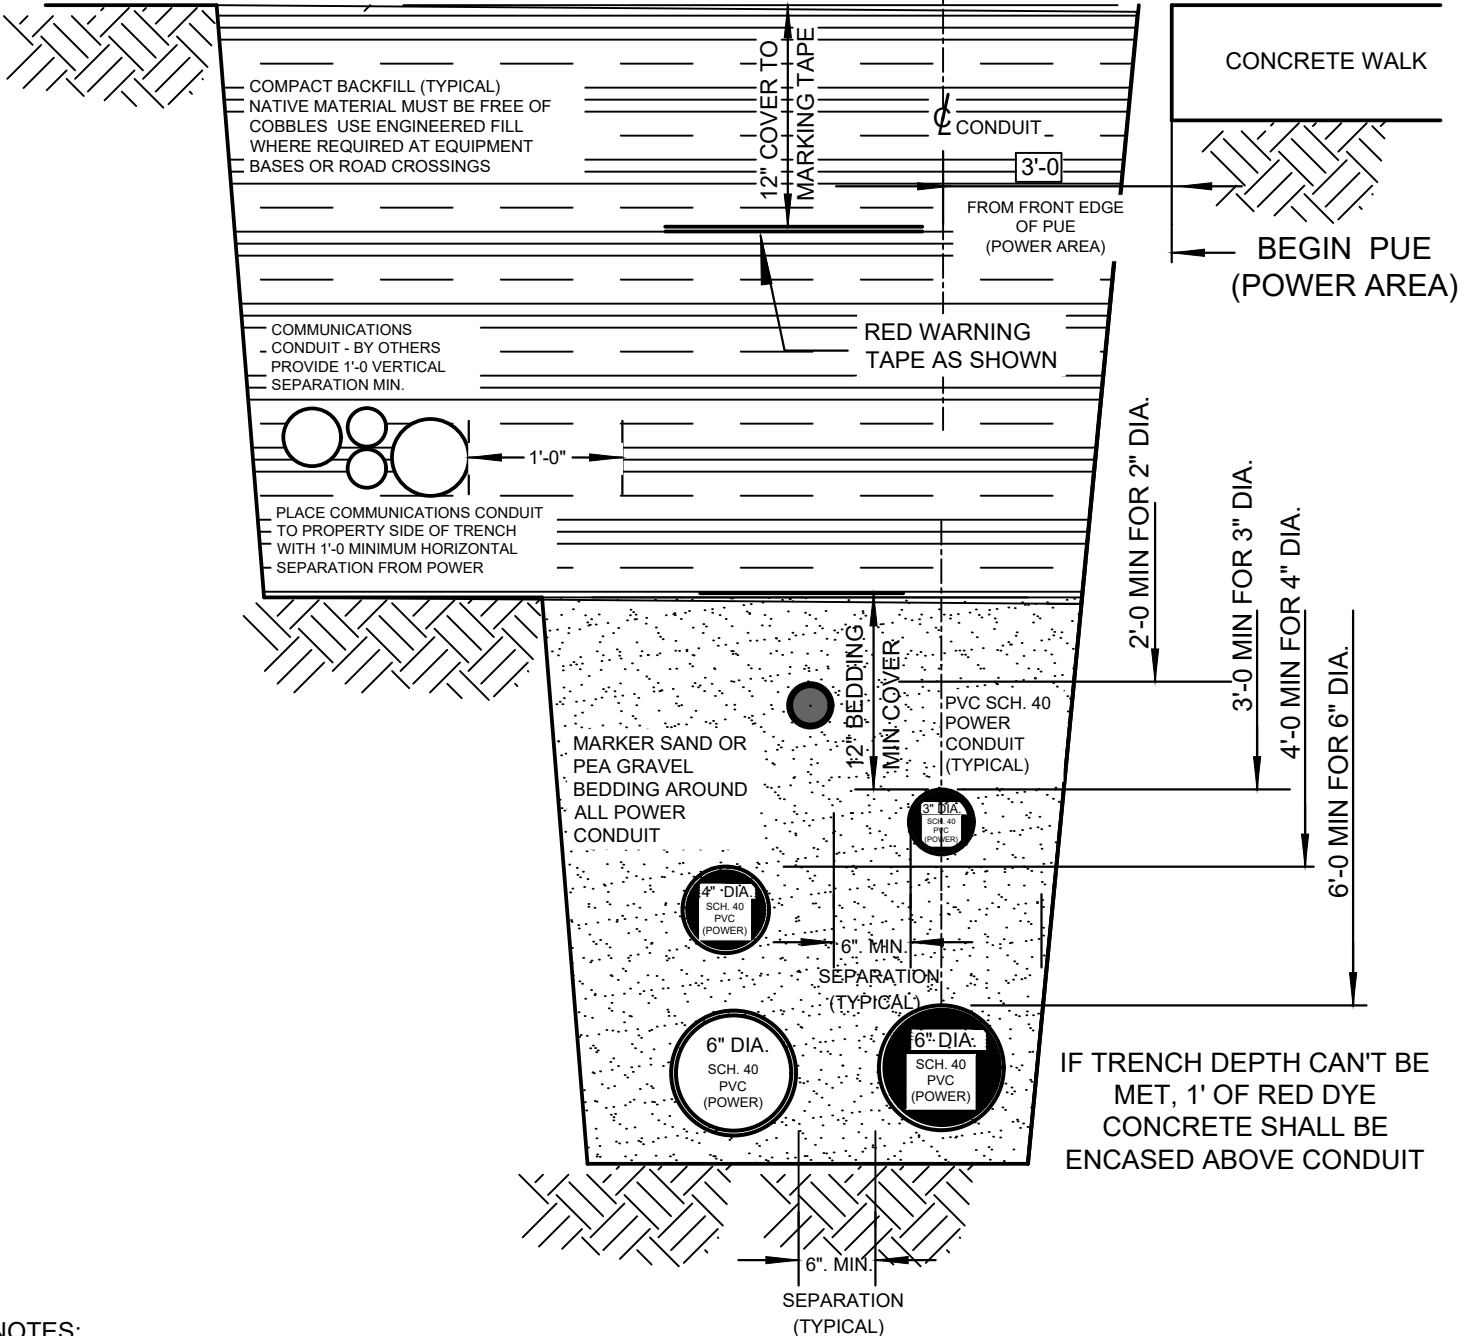 CONCRETE WALK
COMPACT BACKFILL (TYPICAL)
NATIVE MATERIAL MUST BE FREE OF
COBBLES USE ENGINEERED FILL
WHERE REQUIRED AT EQUIPMENT
BASES OR ROAD CROSSINGS
12" COVER TO
MARKING TAPE
℄ CONDUIT
3'-0
FROM FRONT EDGE
OF PUE
(POWER AREA)
BEGIN PUE
(POWER AREA)
RED WARNING
TAPE AS SHOWN
COMMUNICATIONS
CONDUIT - BY OTHERS
PROVIDE 1'-0 VERTICAL
SEPARATION MIN.
1'-0"
PLACE COMMUNICATIONS CONDUIT
TO PROPERTY SIDE OF TRENCH
WITH 1'-0 MINIMUM HORIZONTAL
SEPARATION FROM POWER
2'-0 MIN FOR 2" DIA.
3'-0 MIN FOR 3" DIA.
4'-0 MIN FOR 4" DIA.
6'-0 MIN FOR 6" DIA.
12" BEDDING
MIN COVER
PVC SCH. 40
POWER
CONDUIT
(TYPICAL)
MARKER SAND OR
PEA GRAVEL
BEDDING AROUND
ALL POWER
CONDUIT
3" DIA.
SCH. 40
PVC
(POWER)
4" DIA.
SCH. 40
PVC
(POWER)
6". MIN.
SEPARATION
(TYPICAL)
6" DIA.
SCH. 40
PVC
(POWER)
6" DIA.
SCH. 40
PVC
(POWER)
IF TRENCH DEPTH CAN'T BE
MET, 1' OF RED DYE
CONCRETE SHALL BE
ENCASED ABOVE CONDUIT
6". MIN.
SEPARATION
(TYPICAL)
NOTES: